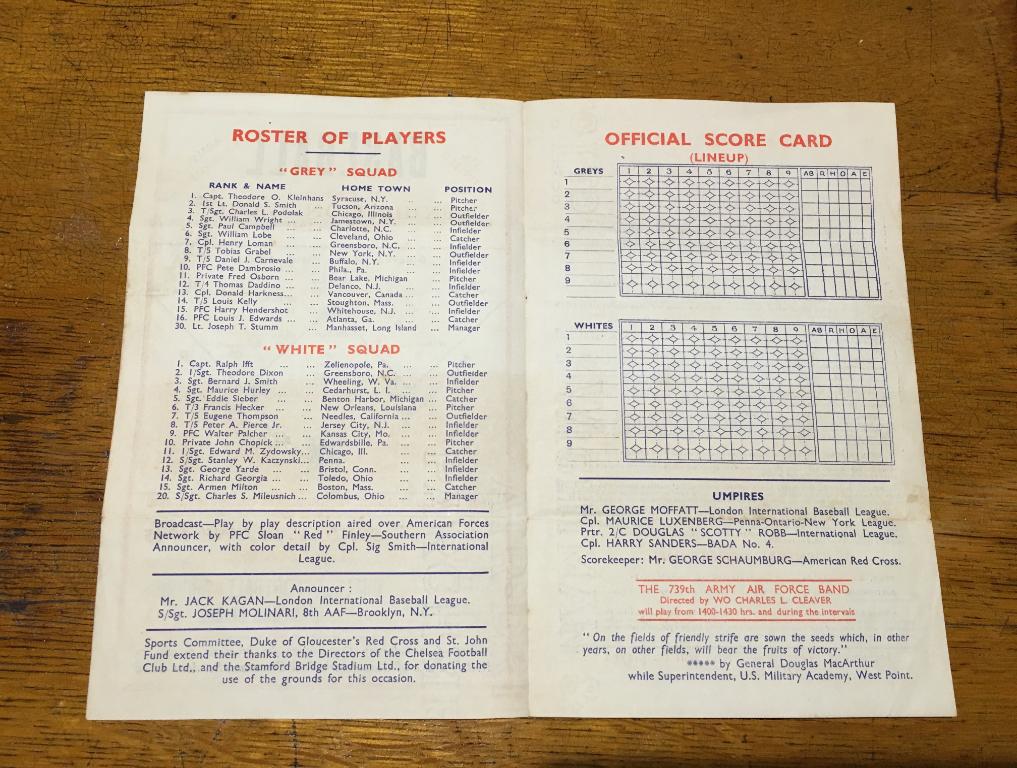 ROSTER OF PLAYERS
"GREY" SQUAD
RANK & NAME HOME TOWN POSITION
1. Capt. Theodore O. Kleinhans Syracuse, N.Y. .. ... Pitcher
2. 1st Lt. Donald S. Smith ... Tucson, Arizona ... Pitcher
3. T/Sgt. Charles L. Podolak Chicago, Illinois ... Outfielder
4. Sgt. William Wright ... ... Jamestown, N.Y. ... Outfielder
5. Sgt. Paul Campbell ... Charlotte, N.C. ... Infielder
6. Sgt. William Lobe ... Cleveland, Ohio ... Catcher
7. Cpl. Henry Loman ... Greensboro, N.C. ... Infielder
8. T/5 Tobias Grabel ... New York, N.Y. ... Outfielder
9. T/5 Daniel J. Carnevale ... Buffalo, N.Y. ... Infielder
10. PFC Pete Dambrosio ... ... Phila., Pa. ... ... Infielder
11. Private Fred Osborn ... Bear Lake, Michigan ... Pitcher
12. T/4 Thomas Daddino ... Delanco, N.J. ... Infielder
13. Cpl. Donald Harkness... ... Vancouver, Canada ... ... Catcher
14. T/5 Louis Kelly ... ... Stoughton, Mass. ... Outfielder
15. PFC Harry Hendershot ... Whitehouse, N.J. ... Infielder
16. PFC Louis J. Edwards ... ... Atlanta, Ga. ... ... Catcher
30. Lt. Joseph T. Stumm ... Manhasset, Long Island ... Manager
"WHITE" SQUAD
1. Capt. Ralph Ifft ... ... Zelienopole, Pa. ... ... Pitcher
2. 1/Sgt. Theodore Dixon ... Greensboro, N.C. ... ... Outfielder
3. Sgt. Bernard J. Smith ... Wheeling, W. Va. ... ... Infielder
4. Sgt. Maurice Hurley ... ... Cedarhurst, L. I. ... Pitcher
5. Sgt. Eddie Sieber ... Benton Harbor, Michigan ... Catcher
6. T/3 Francis Hecker ... ... New Orleans, Louisiana ... Pitcher
7. T/5 Eugene Thompson ... Needles, California ... ... Outfielder
8. T/5 Peter A. Pierce Jr. ... Jersey City, N.J. ... ... Infielder
9. PFC Walter Palcher ... ... Kansas City, Mo. ... ... Infielder
10. Private John Chopick ... ... Edwardsbille, Pa. ... ... Pitcher
11. 1/Sgt. Edward M. Zydowsky... Chicago, Ill. ... ... Catcher
12. S/Sgt. Stanley W. Kaczynski... Penna. ... ... Infielder
13. Sgt. George Yarde ... ... Bristol, Conn. ... ... Infielder
14. Sgt. Richard Georgia ... ... Toledo, Ohio ... ... Infielder
15. Sgt. Armen Milton ... ... Boston, Mass. ... ... Catcher
20. S/Sgt. Charles S. Mileusnich ... Colombus, Ohio ... ... Manager
Broadcast—Play by play description aired over American Forces
Network by PFC Sloan "Red" Finley—Southern Association
Announcer, with color detail by Cpl. Sig Smith—International
League.
Announcer :
Mr. JACK KAGAN—London International Baseball League.
S/Sgt. JOSEPH MOLINARI, 8th AAF—Brooklyn, N.Y.
Sports Committee, Duke of Gloucester's Red Cross and St. John
Fund extend their thanks to the Directors of the Chelsea Football
Club Ltd., and the Stamford Bridge Stadium Ltd., for donating the
use of the grounds for this occasion.
OFFICIAL SCORE CARD
(LINEUP)
GREYS 1 2 3 4 5 6 7 8 9 AB R H O A E
1
2
3
4
5
6
7
8
9
WHITES 1 2 3 4 5 6 7 8 9 AB R H O A E
1
2
3
4
5
6
7
8
9
UMPIRES
Mr. GEORGE MOFFATT—London International Baseball League.
Cpl. MAURICE LUXENBERG—Penna-Ontario-New York League.
Prtr. 2/C DOUGLAS "SCOTTY" ROBB—International League.
Cpl. HARRY SANDERS—BADA No. 4.
Scorekeeper: Mr. GEORGE SCHAUMBURG—American Red Cross.
THE 739th ARMY AIR FORCE BAND
Directed by WO CHARLES L. CLEAVER
will play from 1400-1430 hrs. and during the intervals
"On the fields of friendly strife are sown the seeds which, in other
years, on other fields, will bear the fruits of victory."
***** by General Douglas MacArthur
while Superintendent, U.S. Military Academy, West Point.